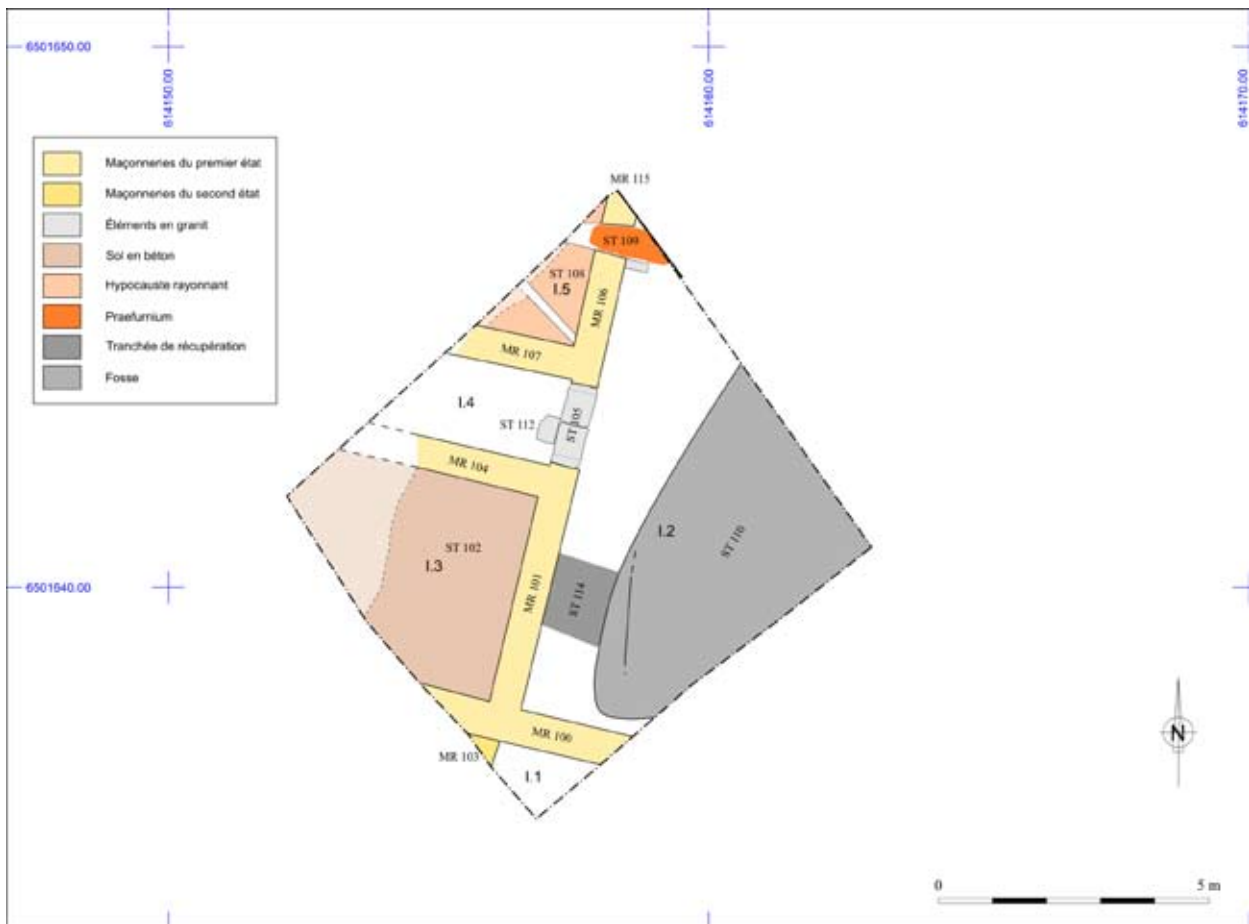 6501650.00
614150.00
614160.00
614170.00
Maçonneries du premier état
Maçonneries du second état
Éléments en granit
Sol en béton
Hypocauste rayonnant
Praefurnium
Tranchée de récupération
Fosse
MR 115
ST 109
ST 108
I.5
MR 106
MR 107
I.4
ST 112
ST 105
MR 104
ST 102
I.3
I.2
ST 110
6501640.00
MR 101
ST 114
MR 100
MR 103
I.1
N
0
5 m